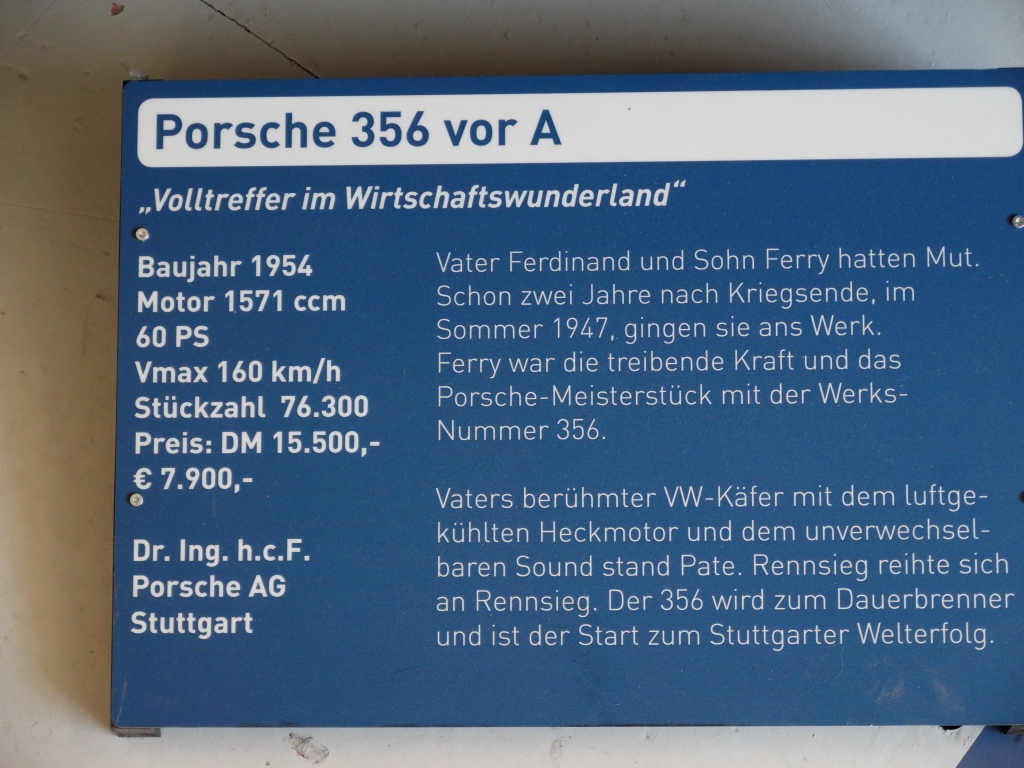 Porsche 356 vor A
„Volltreffer im Wirtschaftswunderland“
Baujahr 1954
Motor 1571 ccm
60 PS
Vmax 160 km/h
Stückzahl 76.300
Preis: DM 15.500,-
€ 7.900,-
Dr. Ing. h.c.F.
Porsche AG
Stuttgart
Vater Ferdinand und Sohn Ferry hatten Mut.
Schon zwei Jahre nach Kriegsende, im
Sommer 1947, gingen sie ans Werk.
Ferry war die treibende Kraft und das
Porsche-Meisterstück mit der Werks-
Nummer 356.
Vaters berühmter VW-Käfer mit dem luftge-
kühlten Heckmotor und dem unverwechsel-
baren Sound stand Pate. Rennsieg reihte sich
an Rennsieg. Der 356 wird zum Dauerbrenner
und ist der Start zum Stuttgarter Welterfolg.